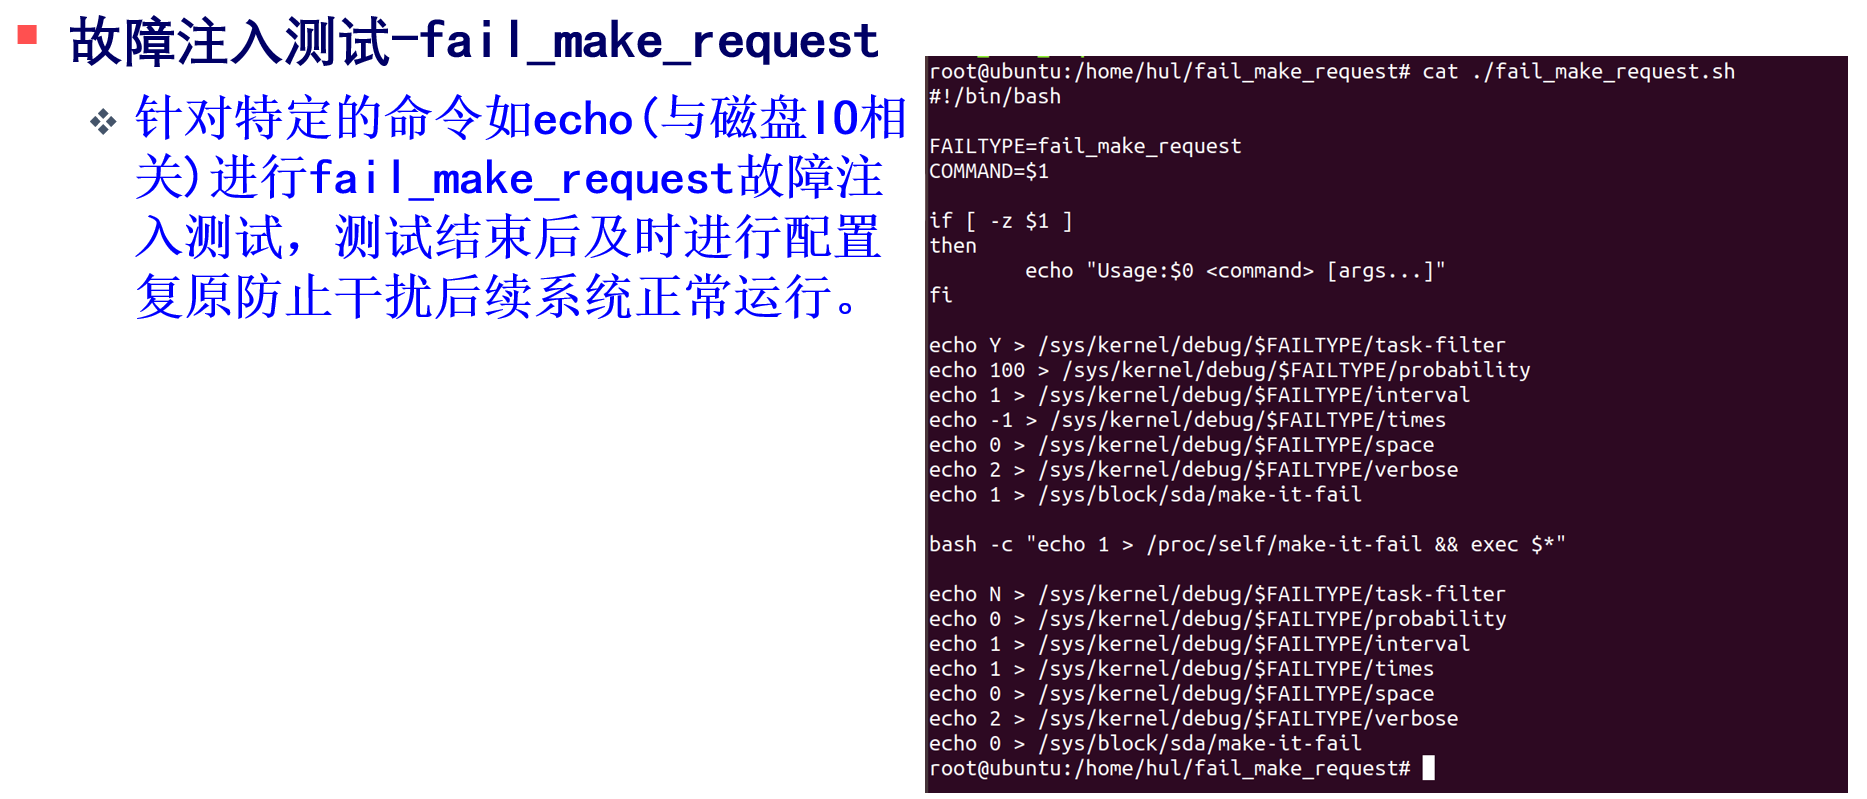 故障注入测试-fail_make_request
针对特定的命令如echo(与磁盘IO相
关)进行fail_make_request故障注
入测试，测试结束后及时进行配置
复原防止干扰后续系统正常运行。
root@ubuntu:/home/hul/fail_make_request# cat ./fail_make_request.sh
#!/bin/bash
FAILTYPE=fail_make_request
COMMAND=$1
if [ -z $1 ]
then
        echo "Usage:$0 <command> [args...]"
fi
echo Y > /sys/kernel/debug/$FAILTYPE/task-filter
echo 100 > /sys/kernel/debug/$FAILTYPE/probability
echo 1 > /sys/kernel/debug/$FAILTYPE/interval
echo -1 > /sys/kernel/debug/$FAILTYPE/times
echo 0 > /sys/kernel/debug/$FAILTYPE/space
echo 2 > /sys/kernel/debug/$FAILTYPE/verbose
echo 1 > /sys/block/sda/make-it-fail
bash -c "echo 1 > /proc/self/make-it-fail && exec $*"
echo N > /sys/kernel/debug/$FAILTYPE/task-filter
echo 0 > /sys/kernel/debug/$FAILTYPE/probability
echo 1 > /sys/kernel/debug/$FAILTYPE/interval
echo 1 > /sys/kernel/debug/$FAILTYPE/times
echo 0 > /sys/kernel/debug/$FAILTYPE/space
echo 2 > /sys/kernel/debug/$FAILTYPE/verbose
echo 0 > /sys/block/sda/make-it-fail
root@ubuntu:/home/hul/fail_make_request#